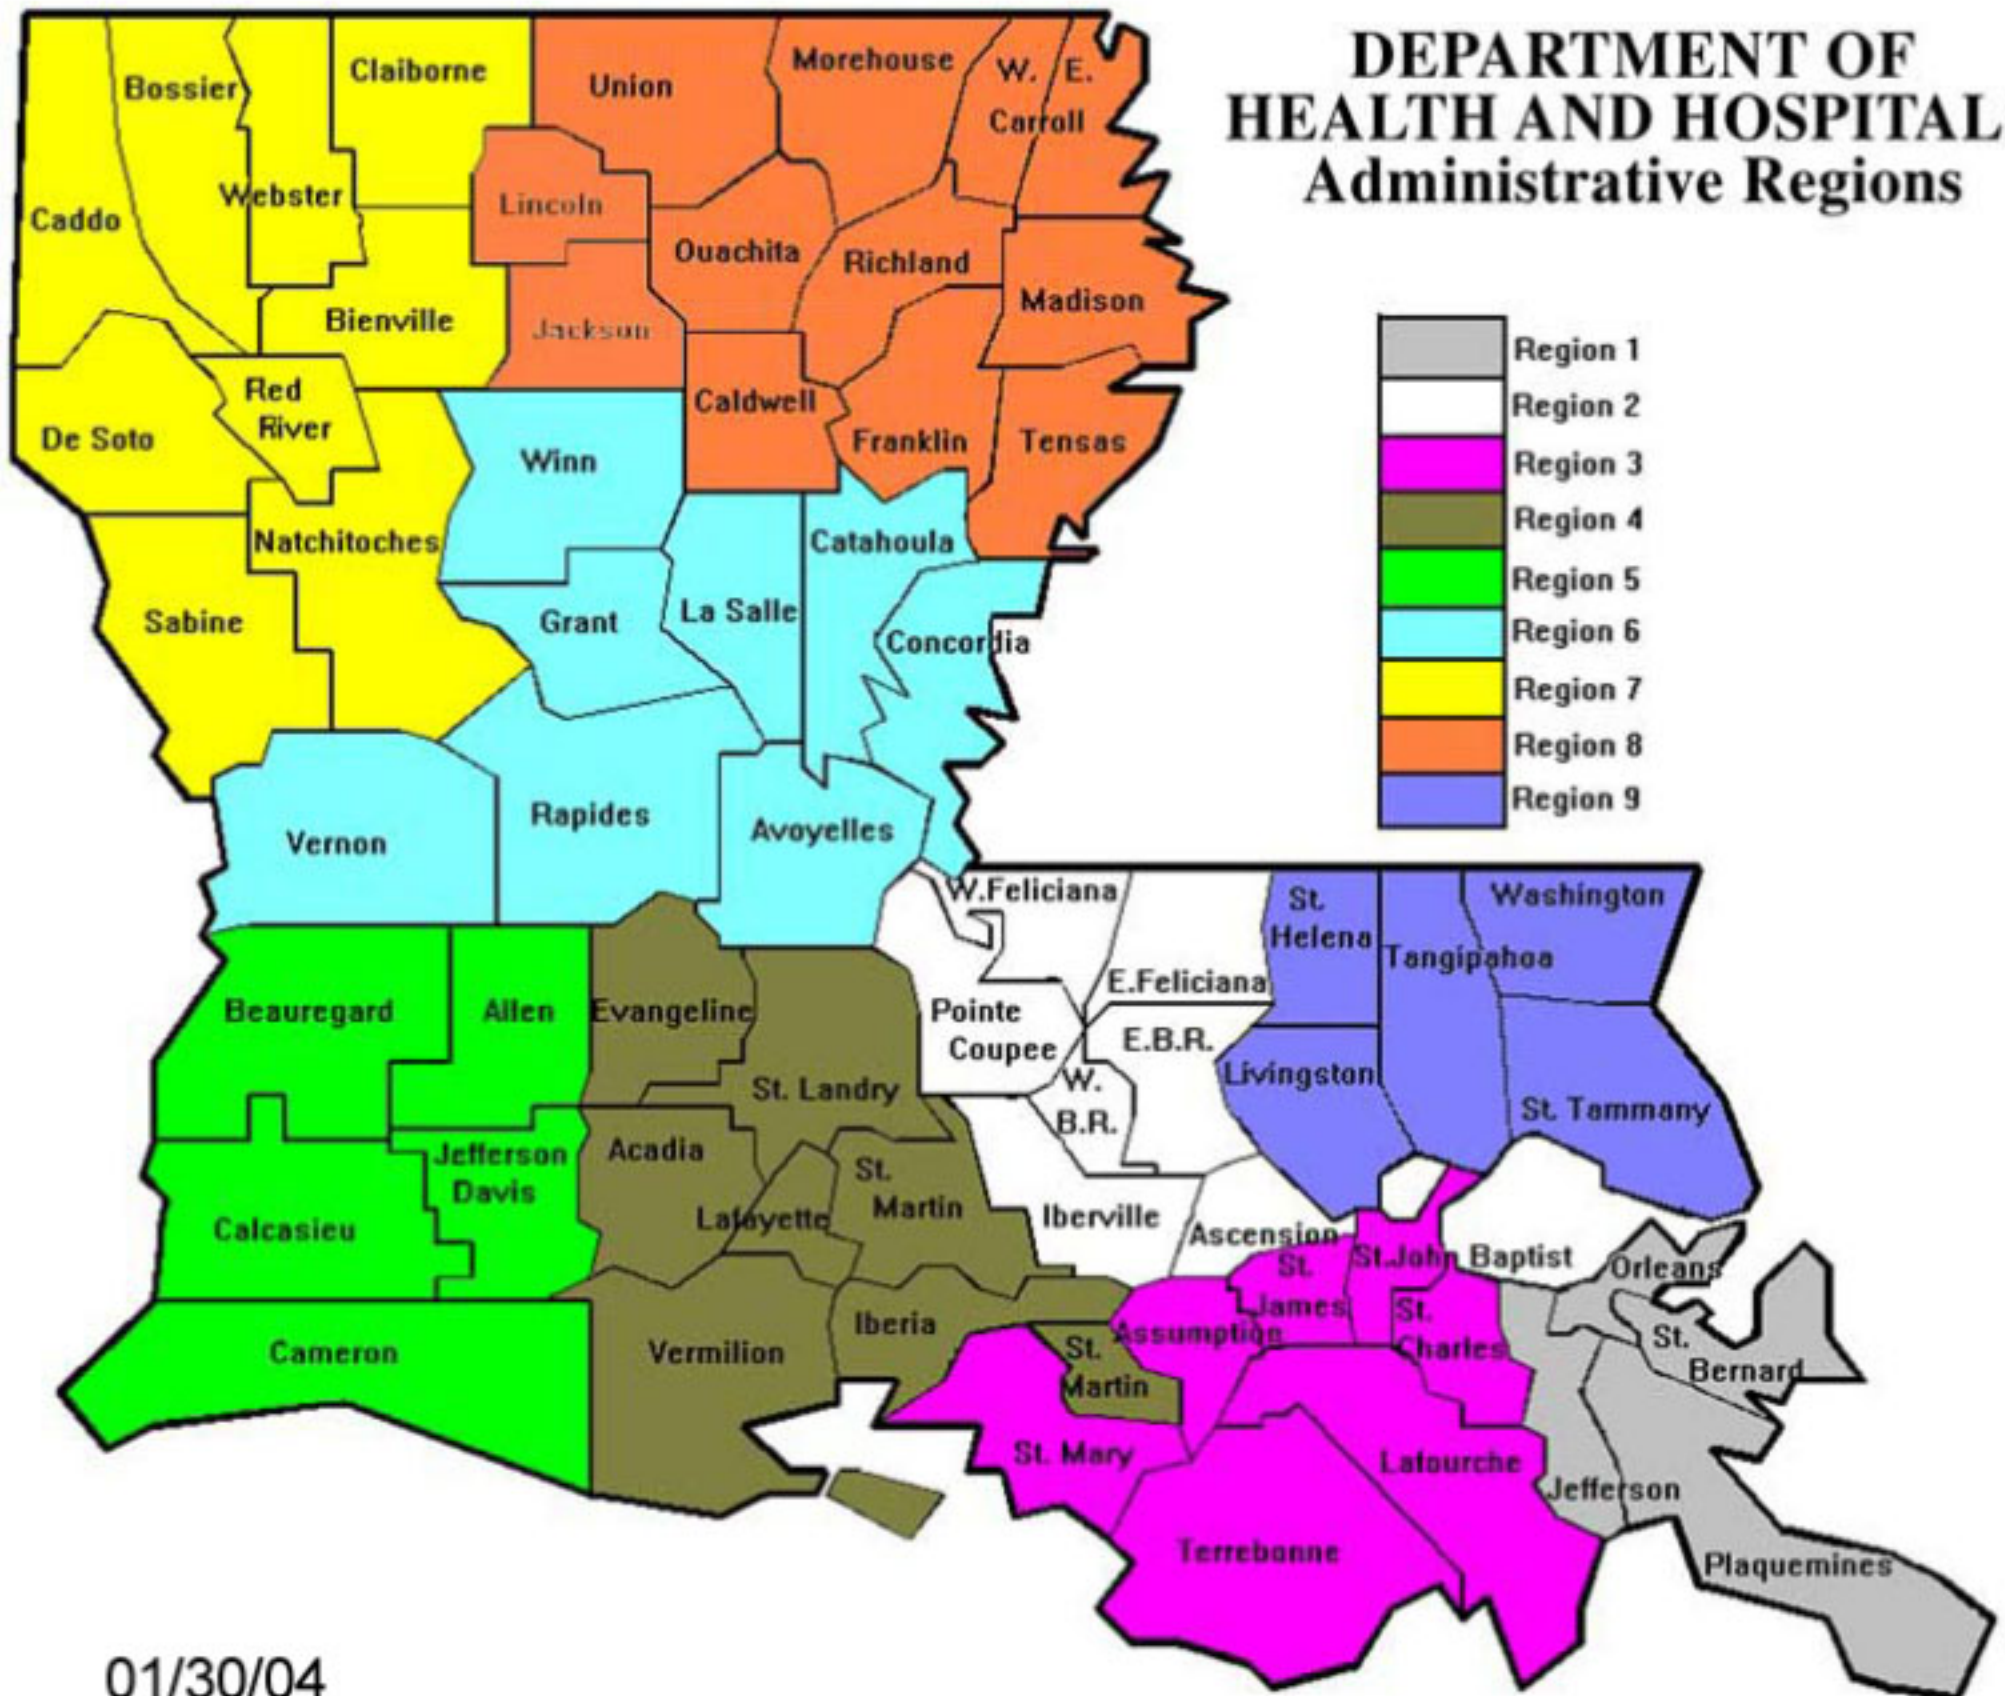 DEPARTMENT OF
HEALTH AND HOSPITAL
Administrative Regions
Region 1
Region 2
Region 3
Region 4
Region 5
Region 6
Region 7
Region 8
Region 9
Caddo
Bossier
Webster
Claiborne
Union
Morehouse
W. E.
Carroll
Lincoln
Ouachita
Richland
Madison
Bienville
Jackson
Caldwell
Franklin
Tensas
De Soto
Red
River
Natchitoches
Winn
Sabine
Grant
La Salle
Catahoula
Concordia
Vernon
Rapides
Avoyelles
W.Feliciana
E.Feliciana
St.
Helena
Tangipahoa
Washington
Beauregard
Allen
Evangeline
St. Landry
Pointe
Coupee
E.B.R.
W.
B.R.
Livingston
St. Tammany
Calcasieu
Jefferson
Davis
Acadia
Lafayette
St.
Martin
Iberville
Ascension
St.
James
St.John Baptist
St.
Charles
Orleans
St.
Bernard
Cameron
Vermilion
Iberia
St.
Martin
Assumption
St. Mary
Terrebonne
Lafourche
Jefferson
Plaquemines
01/30/04